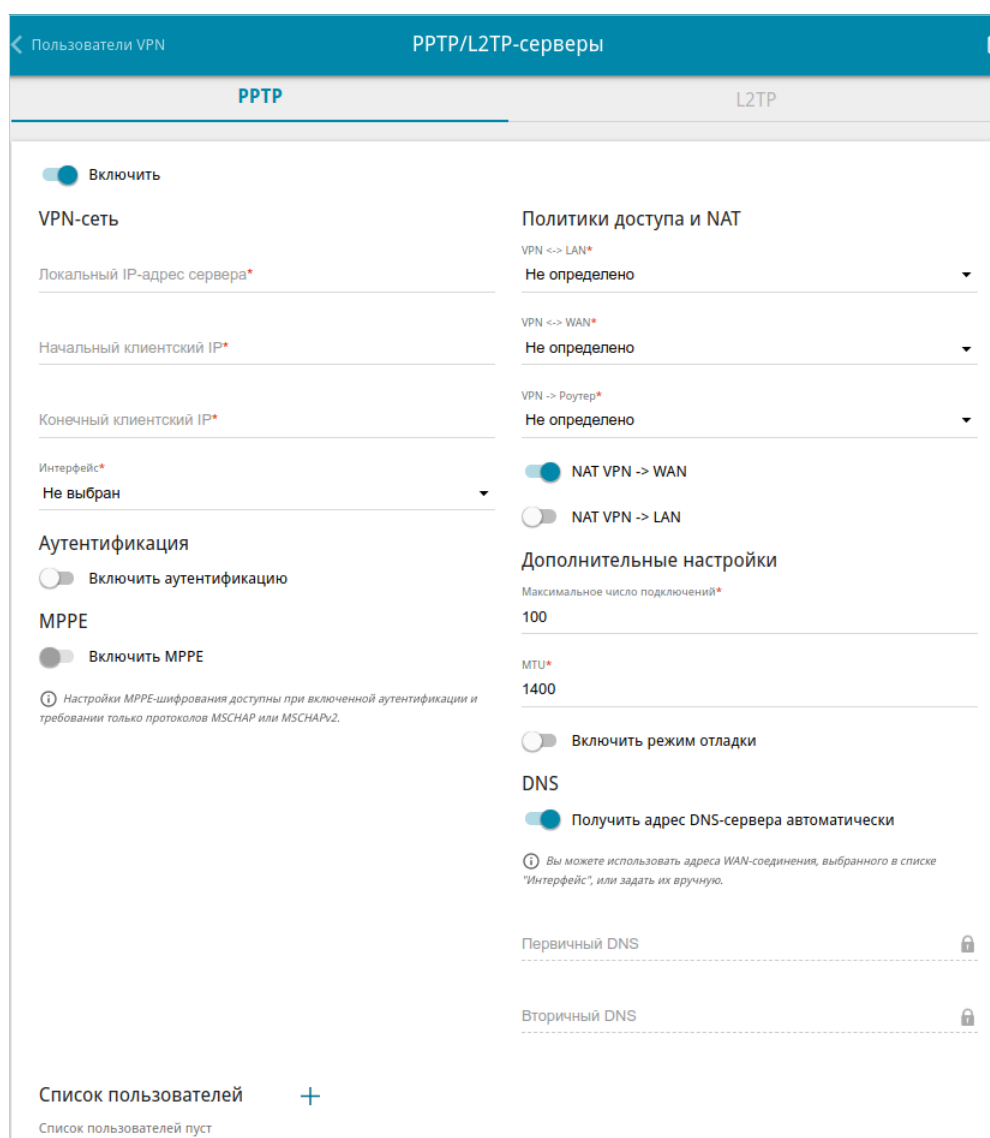 Пользователи VPN
PPTP/L2TP-серверы
PPTP
L2TP
Включить
VPN-сеть
Локальный IP-адрес сервера*
Начальный клиентский IP*
Конечный клиентский IP*
Интерфейс*
Не выбран
Аутентификация
Включить аутентификацию
MPPE
Включить MPPE
Настройки MPPE-шифрования доступны при включенной аутентификации и
требовании только протоколов MSCHAP или MSCHAPv2.
Политики доступа и NAT
VPN <-> LAN*
Не определено
VPN <-> WAN*
Не определено
VPN -> Роутер*
Не определено
NAT VPN -> WAN
NAT VPN -> LAN
Дополнительные настройки
Максимальное число подключений*
100
MTU*
1400
Включить режим отладки
DNS
Получить адрес DNS-сервера автоматически
Вы можете использовать адреса WAN-соединения, выбранного в списке
"Интерфейс", или задать их вручную.
Первичный DNS
Вторичный DNS
Список пользователей
Список пользователей пуст